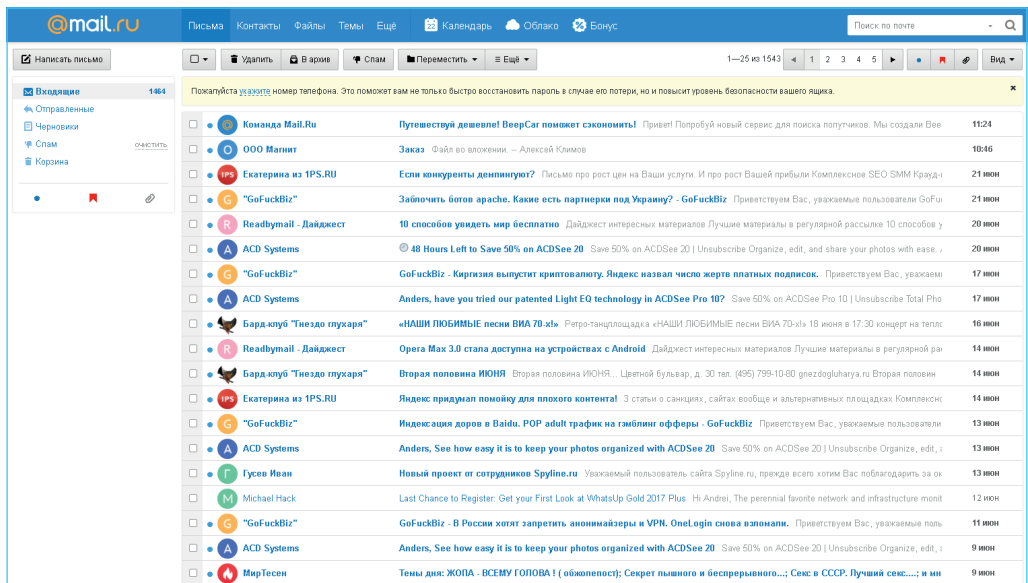 @mail.ru Письма Контакты Файлы Темы Ещё 22 Календарь Облако Бонус Поиск по почте
Написать письмо Удалить В архив Спам Переместить Ещё 1—25 из 1543 1 2 3 4 5 Вид
Входящие 1464
Отправленные
Черновики
Спам очистить
Корзина
Пожалуйста укажите номер телефона. Это поможет вам не только быстро восстановить пароль в случае его потери, но и повысит уровень безопасности вашего ящика. ×
@ Команда Mail.Ru Путешествуй дешевле! BeepCar поможет сэкономить! Привет! Попробуй новый сервис для поиска попутчиков. Мы создали Bee 11:24
О ООО Магнит Заказ Файл во вложении. -- Алексей Климов 10:46
1PS Екатерина из 1PS.RU Если конкуренты демпингуют? Письмо про рост цен на Ваши услуги. И про рост Вашей прибыли Комплексное SEO SMM Крауд- 21 июн
G "GoFuckBiz" Заблочить ботов apache. Какие есть партнерки под Украину? - GoFuckBiz Приветствуем Вас, уважаемые пользователи GoFu 21 июн
R Readbymail - Дайджест 10 способов увидеть мир бесплатно Дайджест интересных материалов Лучшие материалы в регулярной рассылке 10 способов у 20 июн
A ACD Systems 48 Hours Left to Save 50% on ACDSee 20 Save 50% on ACDSee 20 | Unsubscribe Organize, edit, and share your photos with ease. 20 июн
G "GoFuckBiz" GoFuckBiz - Киргизия выпустит криптовалюту. Яндекс назвал число жертв платных подписок. Приветствуем Вас, уважаем 17 июн
A ACD Systems Anders, have you tried our patented Light EQ technology in ACDSee Pro 10? Save 50% on ACDSee Pro 10 | Unsubscribe Total Pho 17 июн
Бард-клуб "Гнездо глухаря" «НАШИ ЛЮБИМЫЕ песни ВИА 70-х!» Ретро-танцплощадка «НАШИ ЛЮБИМЫЕ песни ВИА 70-х!» 18 июня в 17:30 концерт на тепло 16 июн
R Readbymail - Дайджест Opera Max 3.0 стала доступна на устройствах с Android Дайджест интересных материалов Лучшие материалы в регулярной ра 14 июн
Бард-клуб "Гнездо глухаря" Вторая половина ИЮНЯ Вторая половина ИЮНЯ... Цветной бульвар, д. 30 тел. (495) 799-10-80 gnezdogluharya.ru Вторая половин 14 июн
1PS Екатерина из 1PS.RU Яндекс придумал помойку для плохого контента! 3 статьи о санкциях, сайтах вообще и альтернативных площадках Комплексн 14 июн
G "GoFuckBiz" Индексация доров в Baidu. POP adult трафик на гэмблинг офферы - GoFuckBiz Приветствуем Вас, уважаемые пользователи 13 июн
A ACD Systems Anders, See how easy it is to keep your photos organized with ACDSee 20 Save 50% on ACDSee 20 | Unsubscribe Organize, edit, 13 июн
Г Гусев Иван Новый проект от сотрудников Spyline.ru Уважаемый пользователь сайта Spyline.ru, прежде всего хотим Вас поблагодарить за ок 13 июн
M Michael Hack Last Chance to Register: Get your First Look at WhatsUp Gold 2017 Plus Hi Andrei, The perennial favorite network and infrastructure monit 12 июн
G "GoFuckBiz" GoFuckBiz - В России хотят запретить анонимайзеры и VPN. OneLogin снова взломали. Приветствуем Вас, уважаемые поль 11 июн
A ACD Systems Anders, See how easy it is to keep your photos organized with ACDSee 20 Save 50% on ACDSee 20 | Unsubscribe Organize, edit, 9 июн
МирТесен Темы дня: ЖОПА - ВСЕМУ ГОЛОВА ! ( обжопепост); Секрет пышного и беспрерывного...; Секс в СССР. Лучший секс....; и мн 9 июн